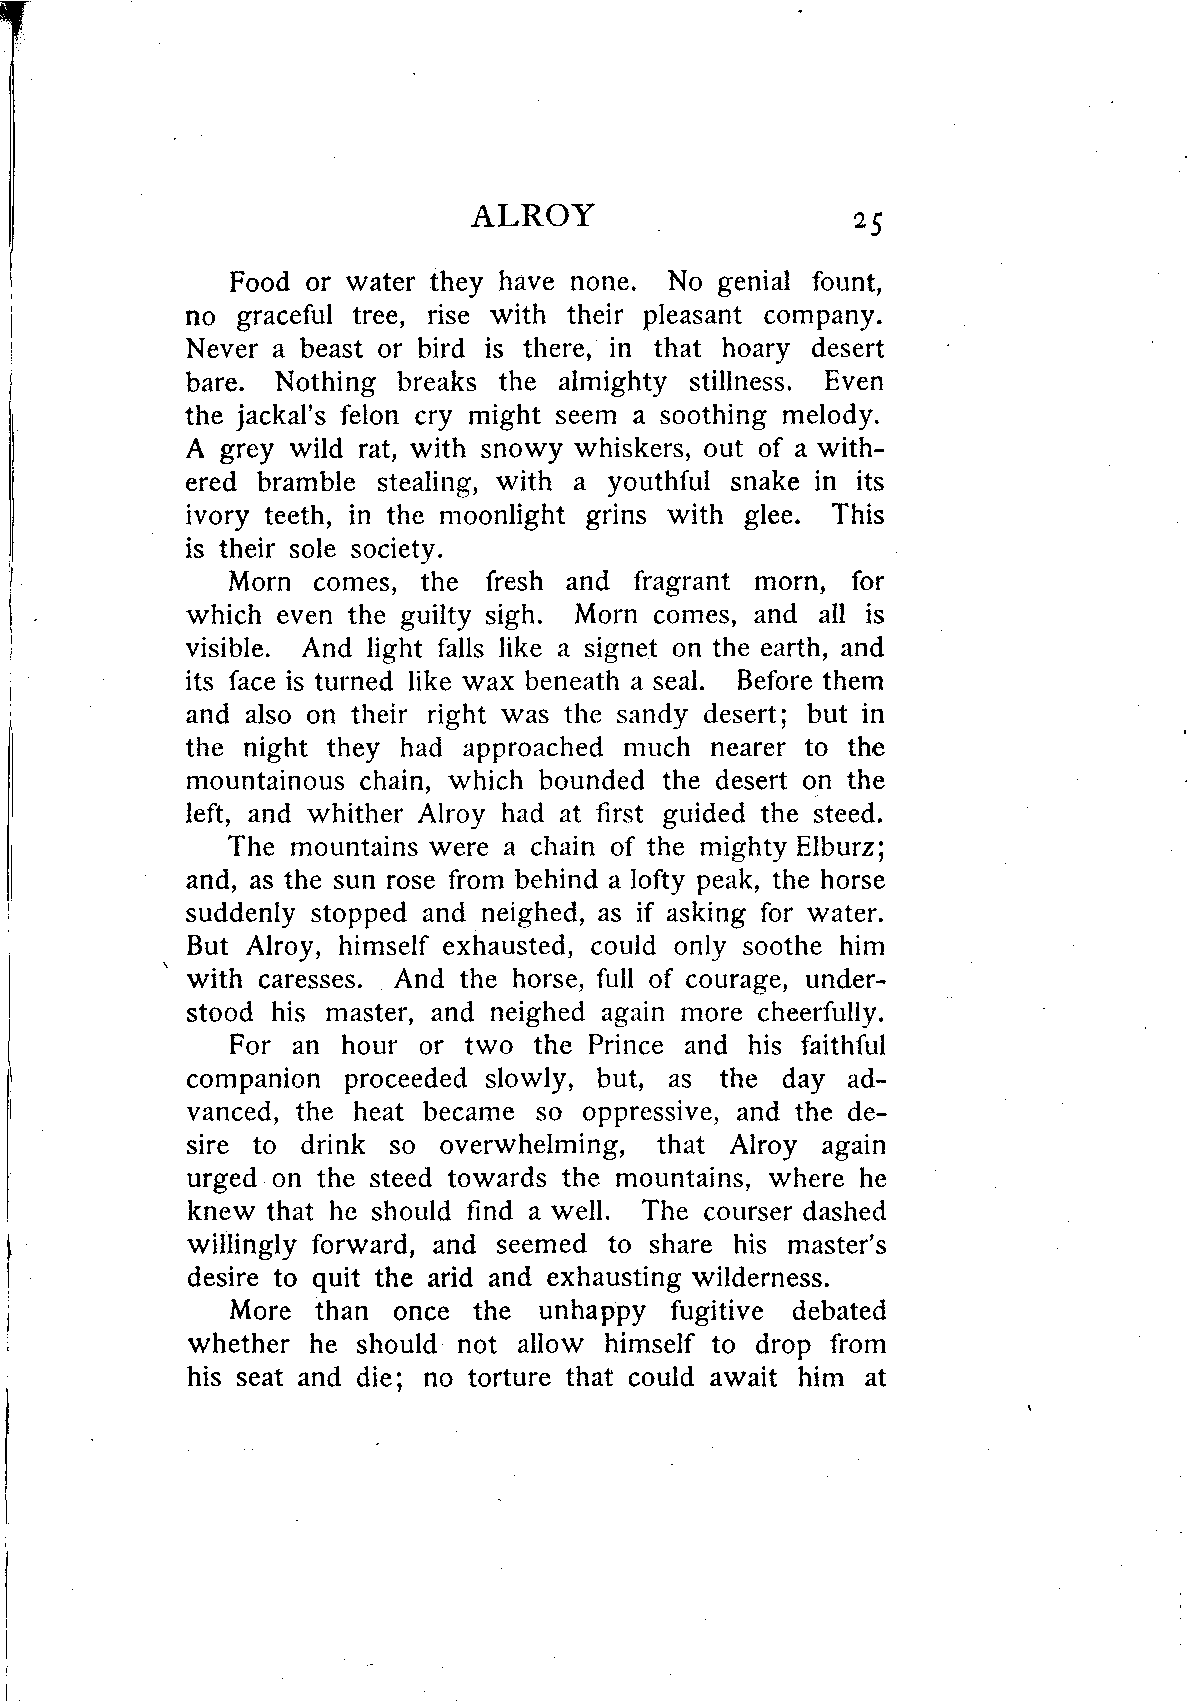 ALROY 25
Food or water they have none. No genial fount,
no graceful tree, rise with their pleasant company.
Never a beast or bird is there, in that hoary desert
bare. Nothing breaks the almighty stillness. Even
the jackal's felon cry might seem a soothing melody.
A grey wild rat, with snowy whiskers, out of a with-
ered bramble stealing, with a youthful snake in its
ivory teeth, in the moonlight grins with glee. This
is their sole society.
Morn comes, the fresh and fragrant morn, for
which even the guilty sigh. Morn comes, and all is
visible. And light falls like a signet on the earth, and
its face is turned like wax beneath a seal. Before them
and also on their right was the sandy desert; but in
the night they had approached much nearer to the
mountainous chain, which bounded the desert on the
left, and whither Alroy had at first guided the steed.
The mountains were a chain of the mighty Elburz;
and, as the sun rose from behind a lofty peak, the horse
suddenly stopped and neighed, as if asking for water.
But Alroy, himself exhausted, could only soothe him
with caresses. And the horse, full of courage, under-
stood his master, and neighed again more cheerfully.
For an hour or two the Prince and his faithful
companion proceeded slowly, but, as the day ad-
vanced, the heat became so oppressive, and the de-
sire to drink so overwhelming, that Alroy again
urged on the steed towards the mountains, where he
knew that he should find a well. The courser dashed
willingly forward, and seemed to share his master's
desire to quit the arid and exhausting wilderness.
More than once the unhappy fugitive debated
whether he should not allow himself to drop from
his seat and die; no torture that could await him at